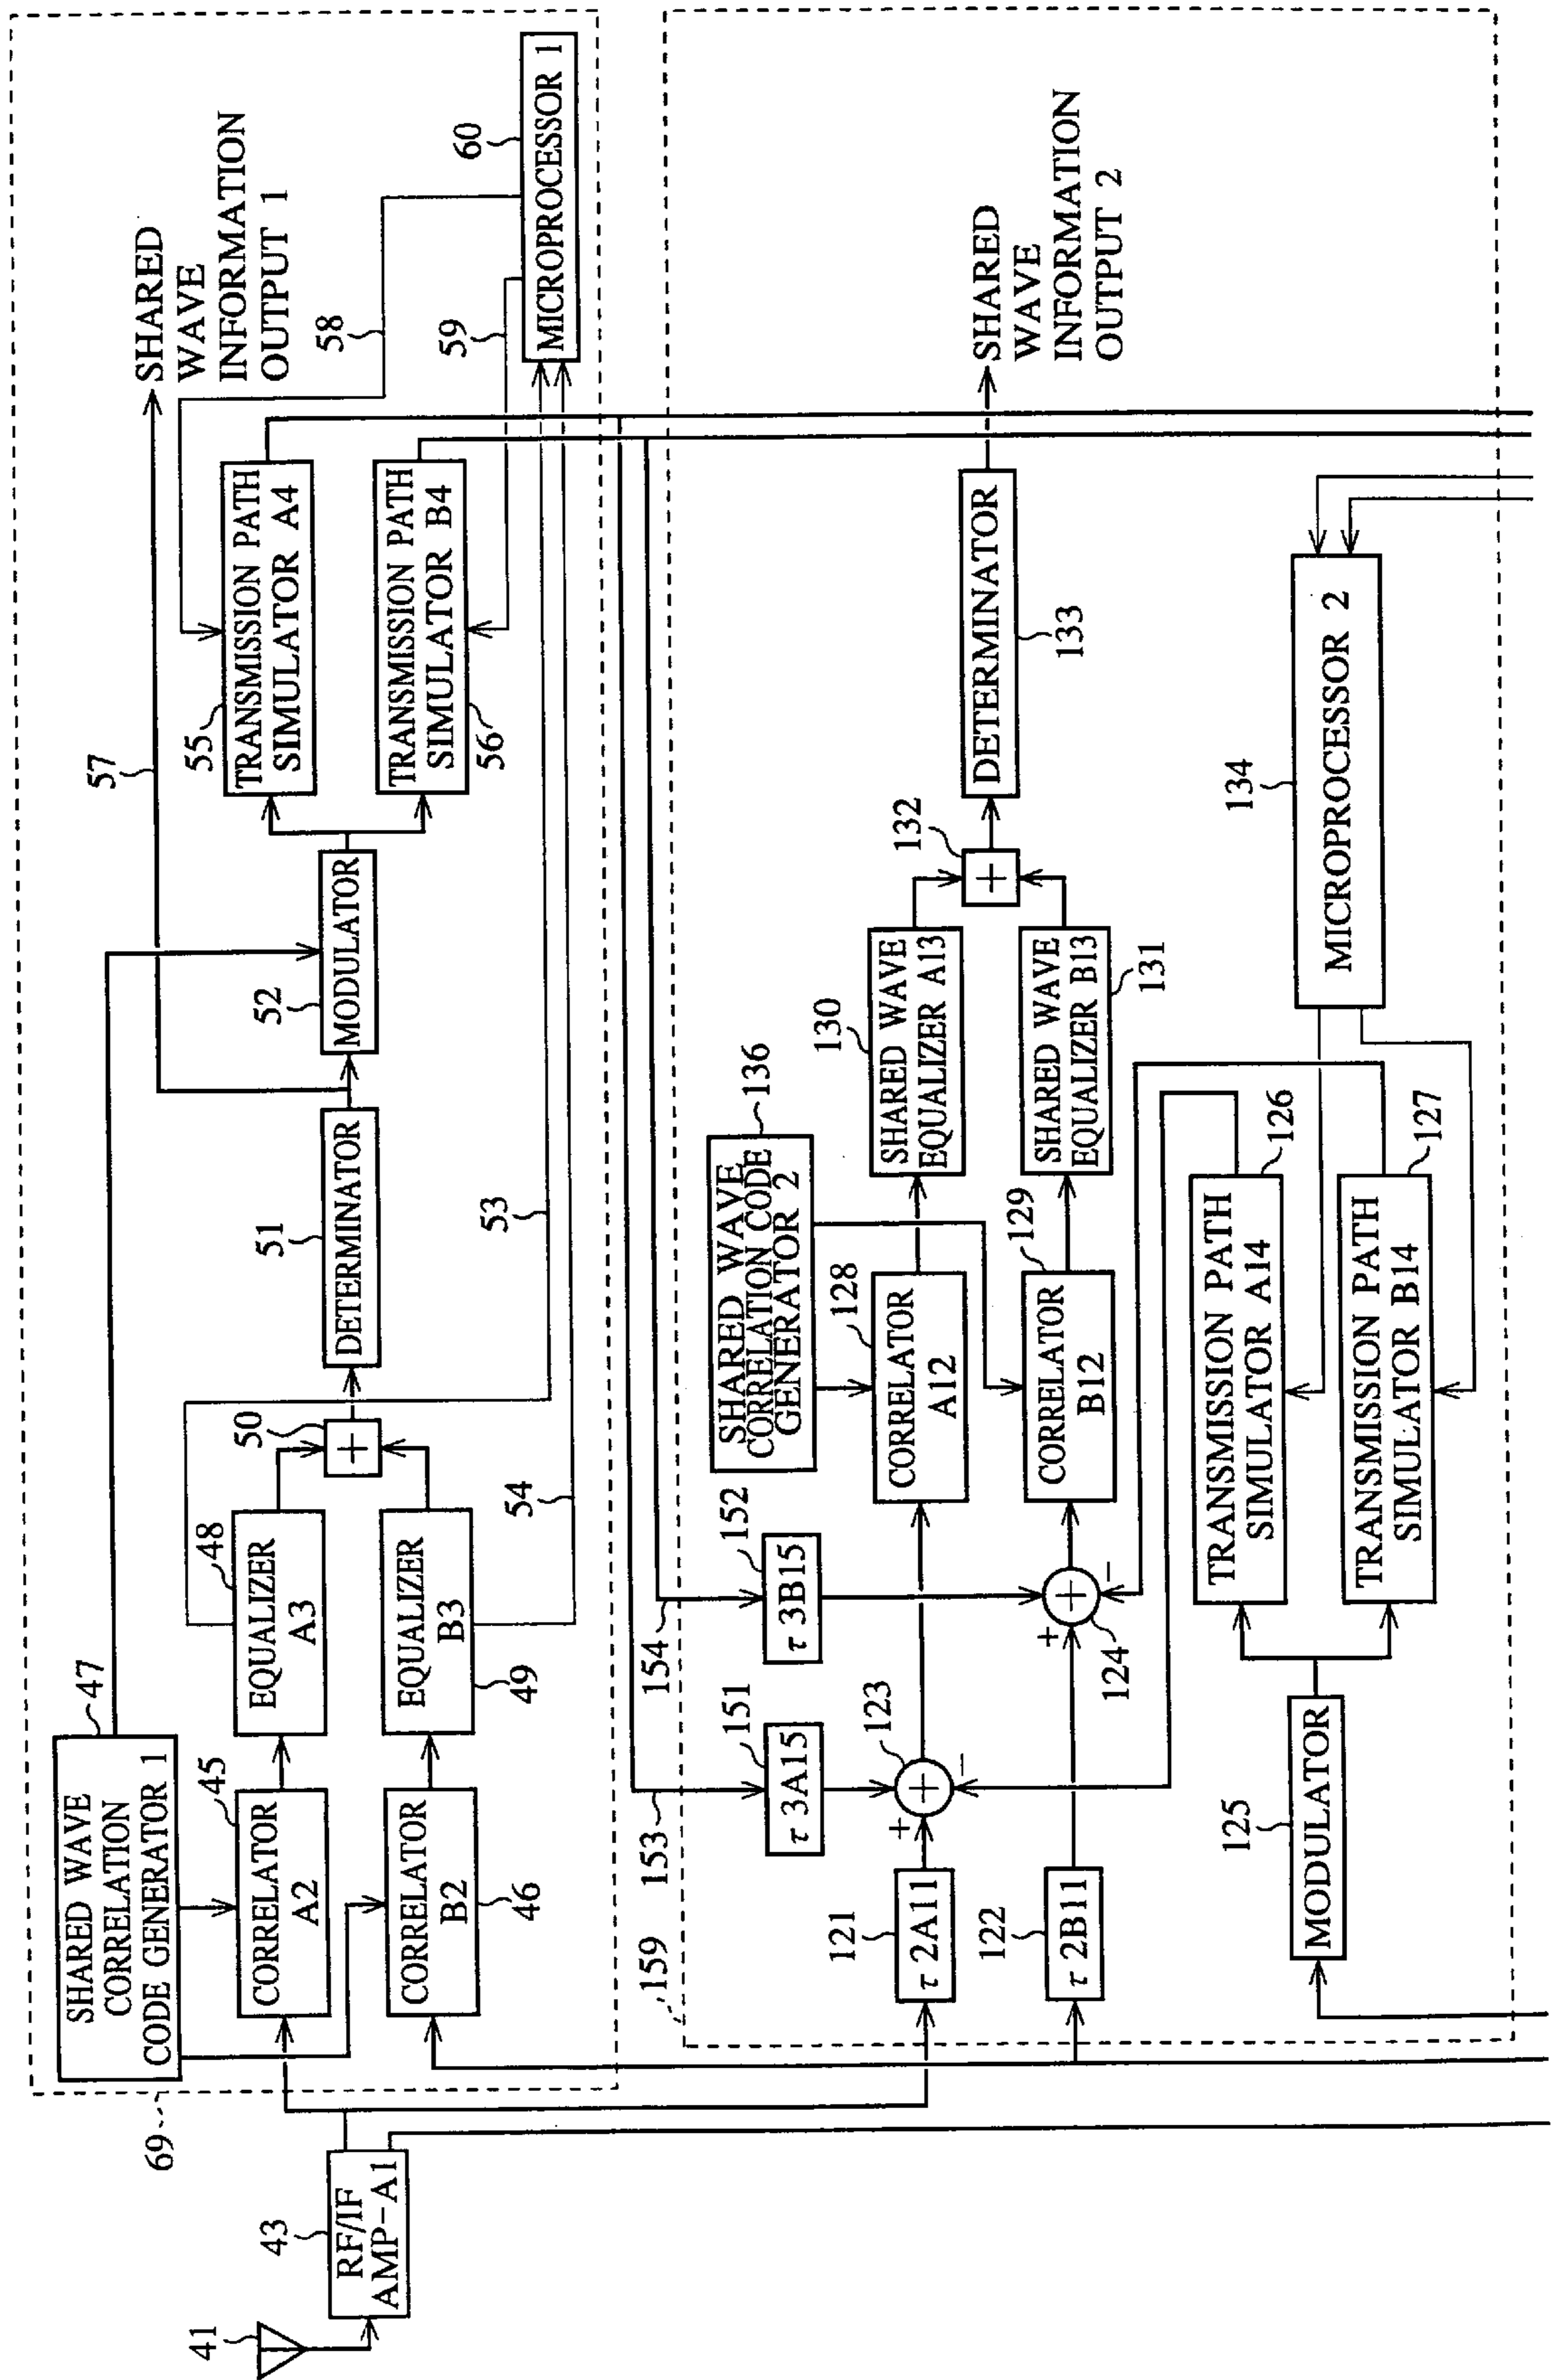 41
43
RF/IF
AMP-A1
69
SHARED WAVE
CORRELATION
CODE GENERATOR 1
47
CORRELATOR
A2
45
CORRELATOR
B2
46
EQUALIZER
A3
48
EQUALIZER
B3
49
50
+
DETERMINATOR
51
MODULATOR
52
53
54
TRANSMISSION PATH
SIMULATOR A4
55
TRANSMISSION PATH
SIMULATOR B4
56
57
SHARED
WAVE
INFORMATION
OUTPUT 1
58
59
60
MICROPROCESSOR 1
159
153
154
121
τ 2A11
122
τ 2B11
151
τ 3A15
152
τ 3B15
123
+
+
−
124
+
+
−
SHARED WAVE
CORRELATION CODE
GENERATOR 2
136
128
CORRELATOR
A12
129
CORRELATOR
B12
130
SHARED WAVE
EQUALIZER A13
SHARED WAVE
EQUALIZER B13
131
132
+
DETERMINATOR
133
SHARED
WAVE
INFORMATION
OUTPUT 2
125
MODULATOR
TRANSMISSION PATH
SIMULATOR A14
126
TRANSMISSION PATH
SIMULATOR B14
127
134
MICROPROCESSOR 2